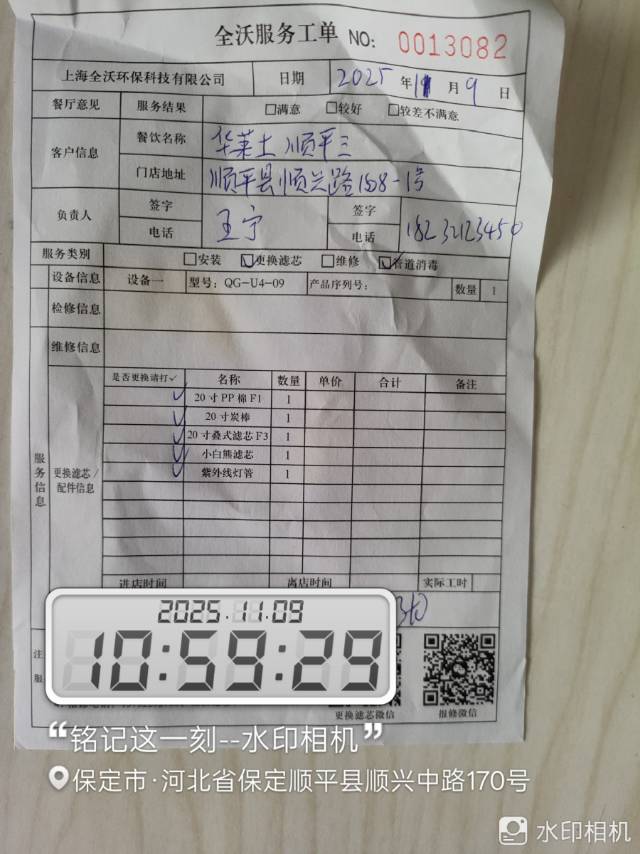 全沃服务工单 NO: 0013082
上海全沃环保科技有限公司 日期 2025 年 11 月 9 日
餐厅意见 服务结果 □满意 □较好 □较差不满意
客户信息 餐饮名称 华莱士顺平三
门店地址 顺平县顺兴路158-1号
负责人 签字 王宁 签字
电话 电话 18232123450
服务类别 □安装 ☑更换滤芯 □维修 ☑管道消毒
设备信息 设备一 型号: QG-U4-09 产品序列号: 数量 1
检修信息
维修信息
服务信息 更换滤芯/配件信息
是否更换请打✓ 名称 数量 单价 合计 备注
✓ 20寸PP棉F1 1
✓ 20寸炭棒 1
✓ 20寸叠式滤芯F3 1
✓ 小白熊滤芯 1
✓ 紫外线灯管 1
进店时间 离店时间 实际工时
注
服
更换滤芯微信 报修微信
2025.11.09
10:59:29
“铭记这一刻--水印相机”
保定市·河北省保定顺平县顺兴中路170号
水印相机